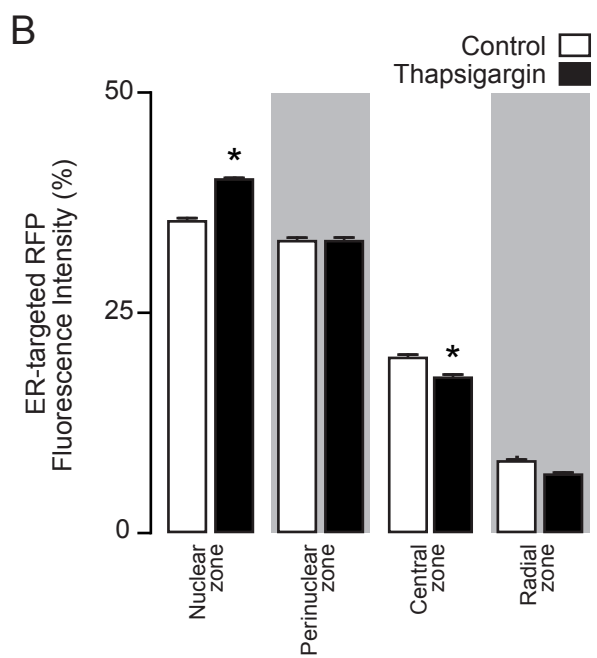 B
Control
Thapsigargin
50
25
0
ER-targeted RFP
Fluorescence Intensity (%)
*
*
Nuclear
zone
Perinuclear
zone
Central
zone
Radial
zone